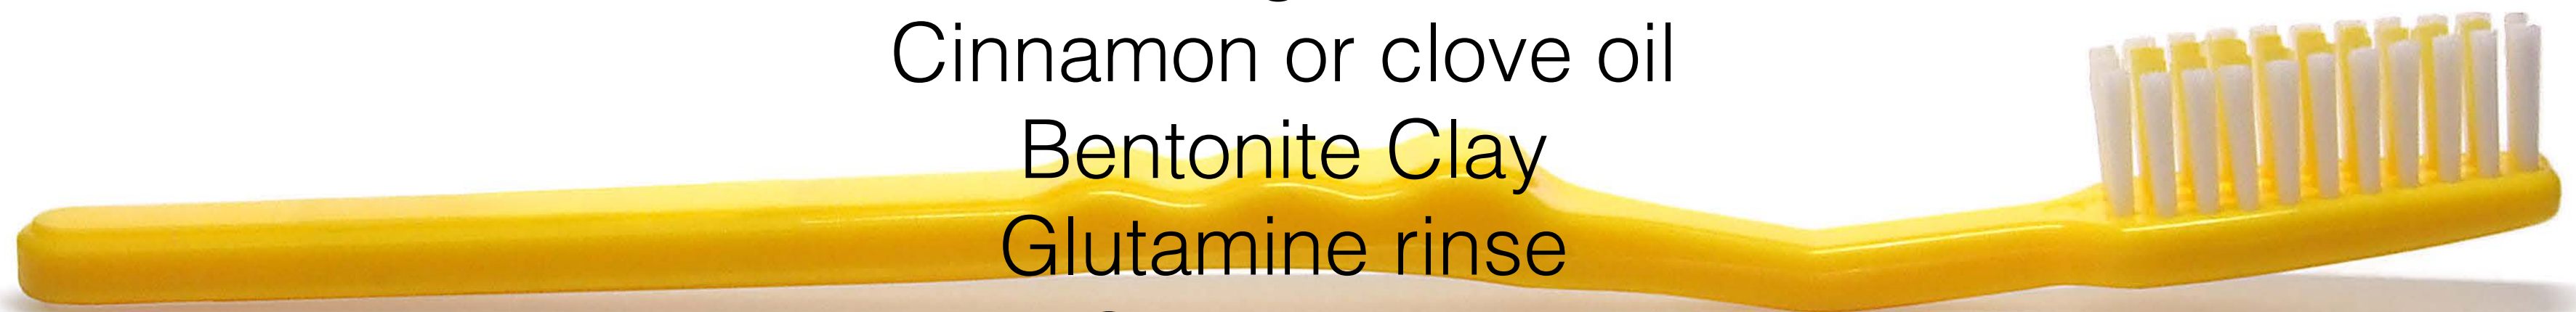 Cinnamon or clove oil
Bentonite Clay
Glutamine rinse